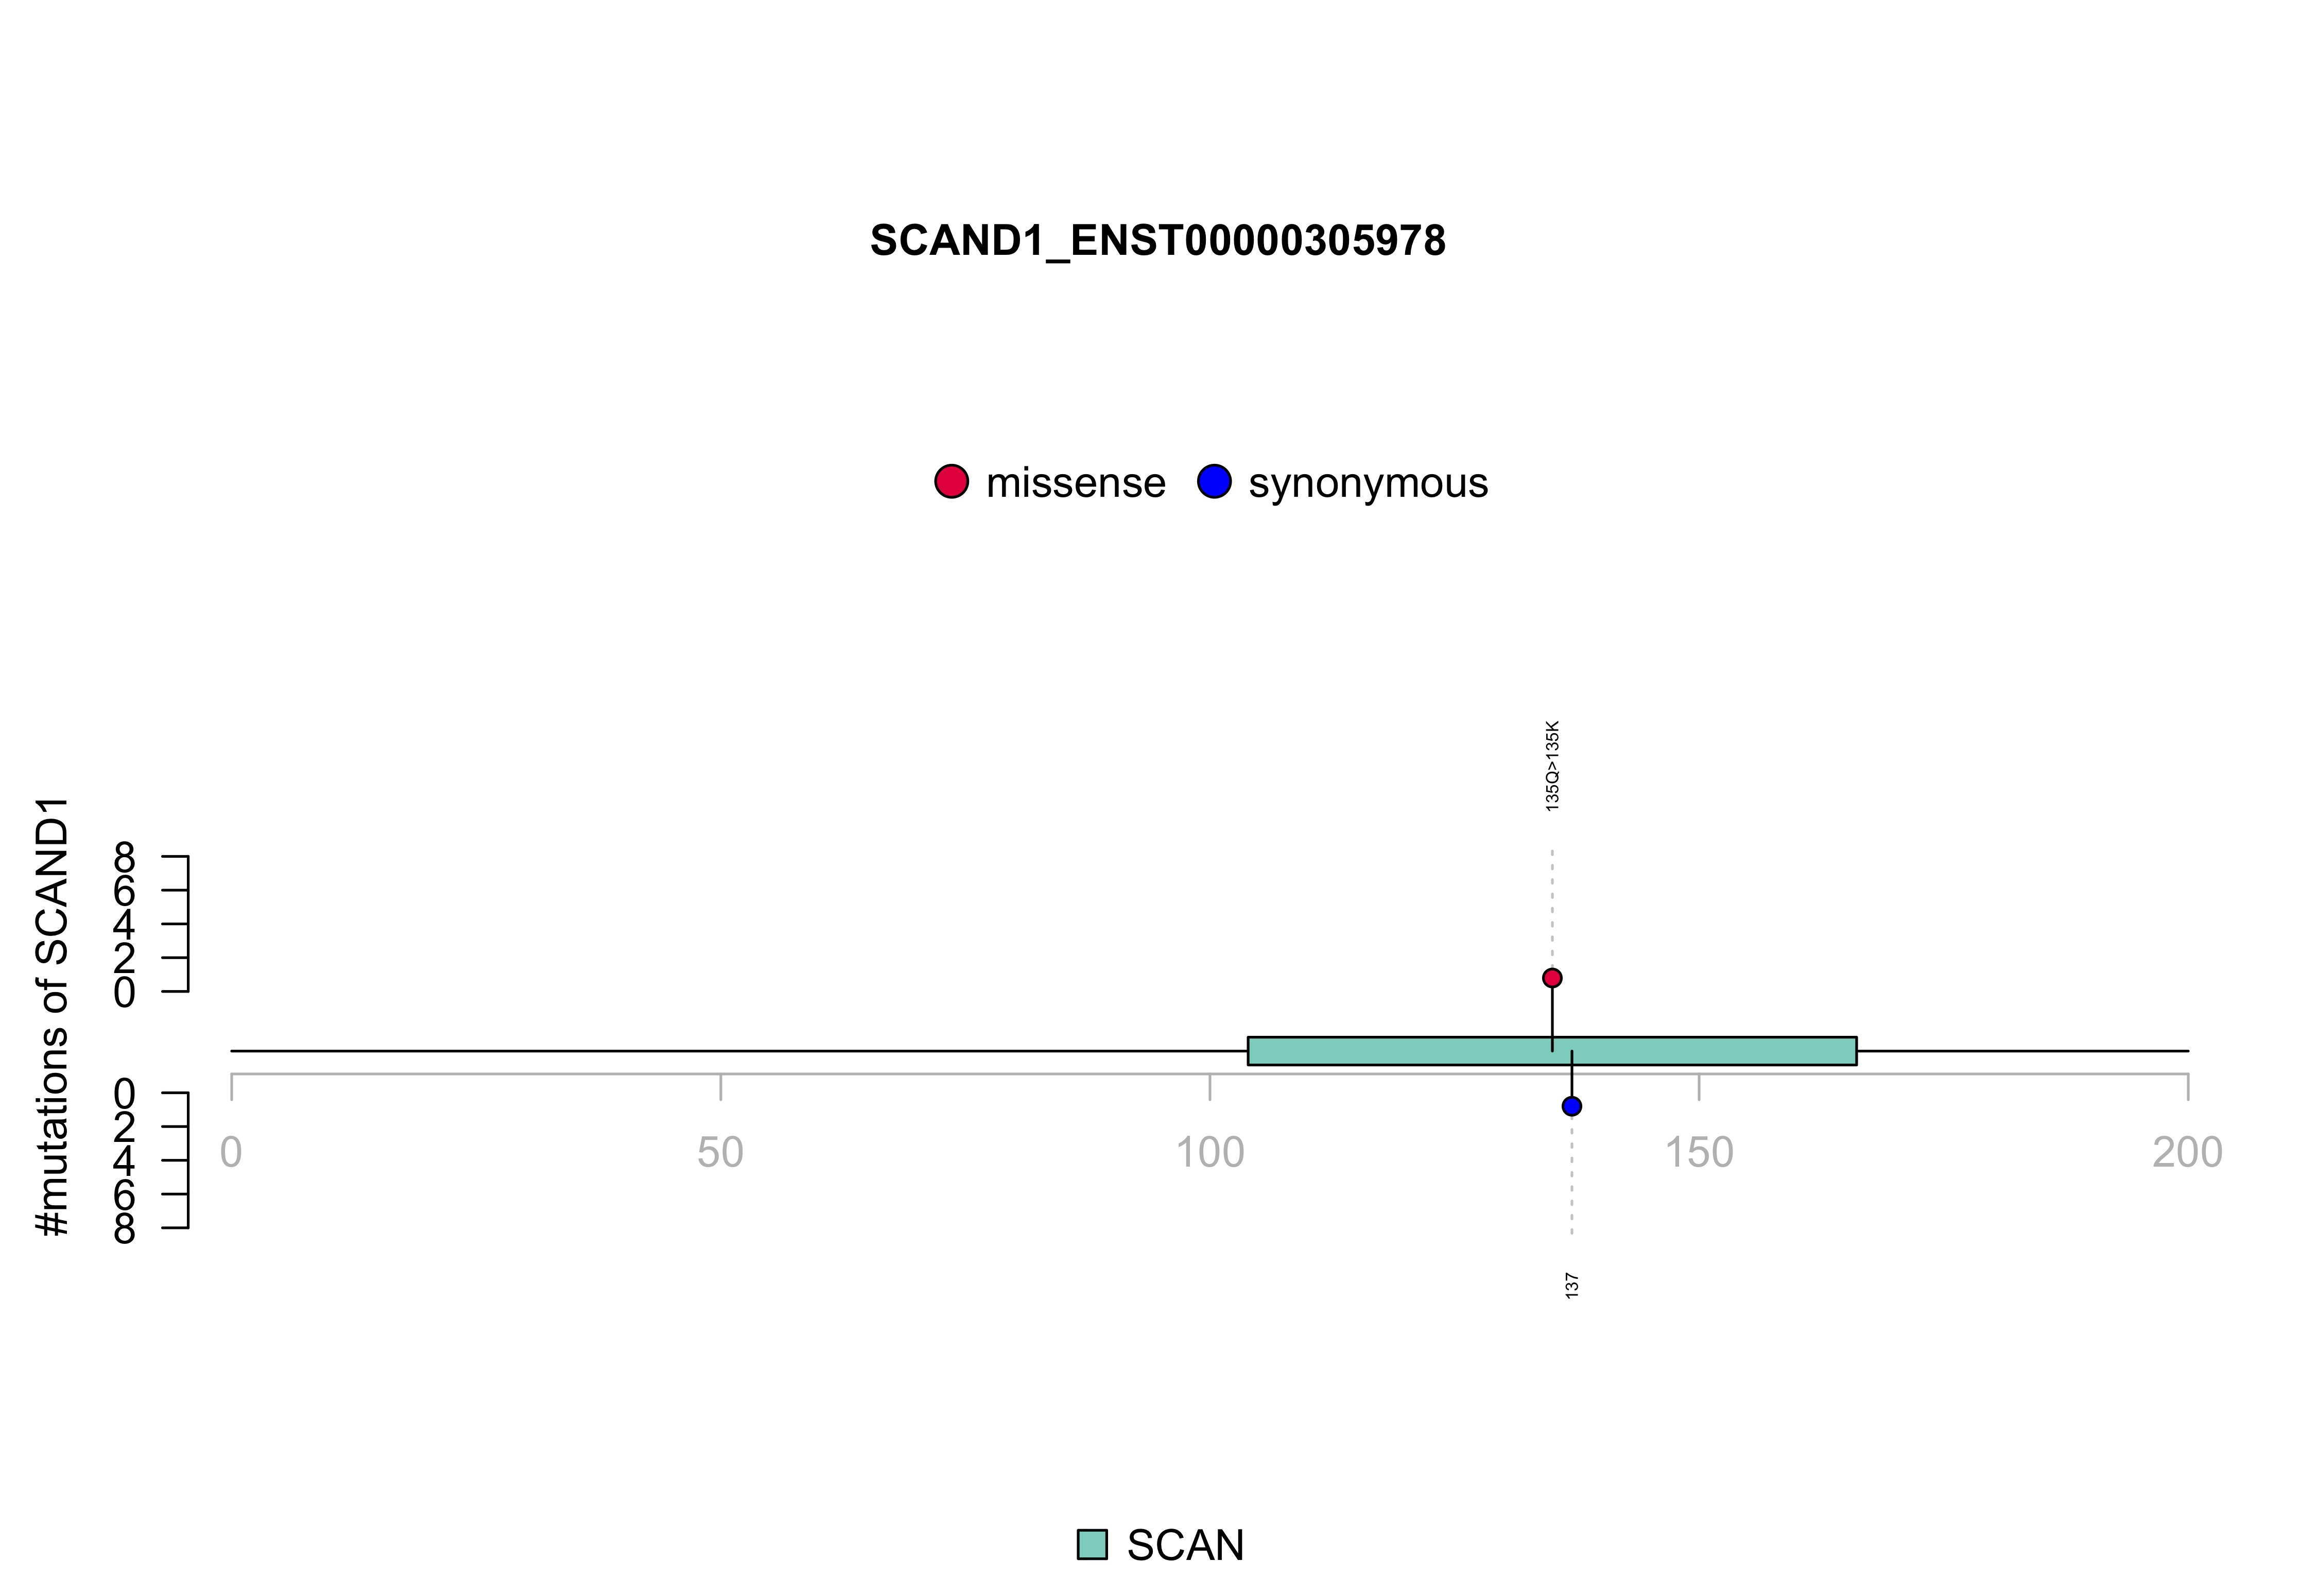 SCAND1_ENST00000305978
missense synonymous
135Q>135K
#mutations of SCAND1
8
6
4
2
0
0
2
4
6
8
0 50 100 150 200
137
SCAN